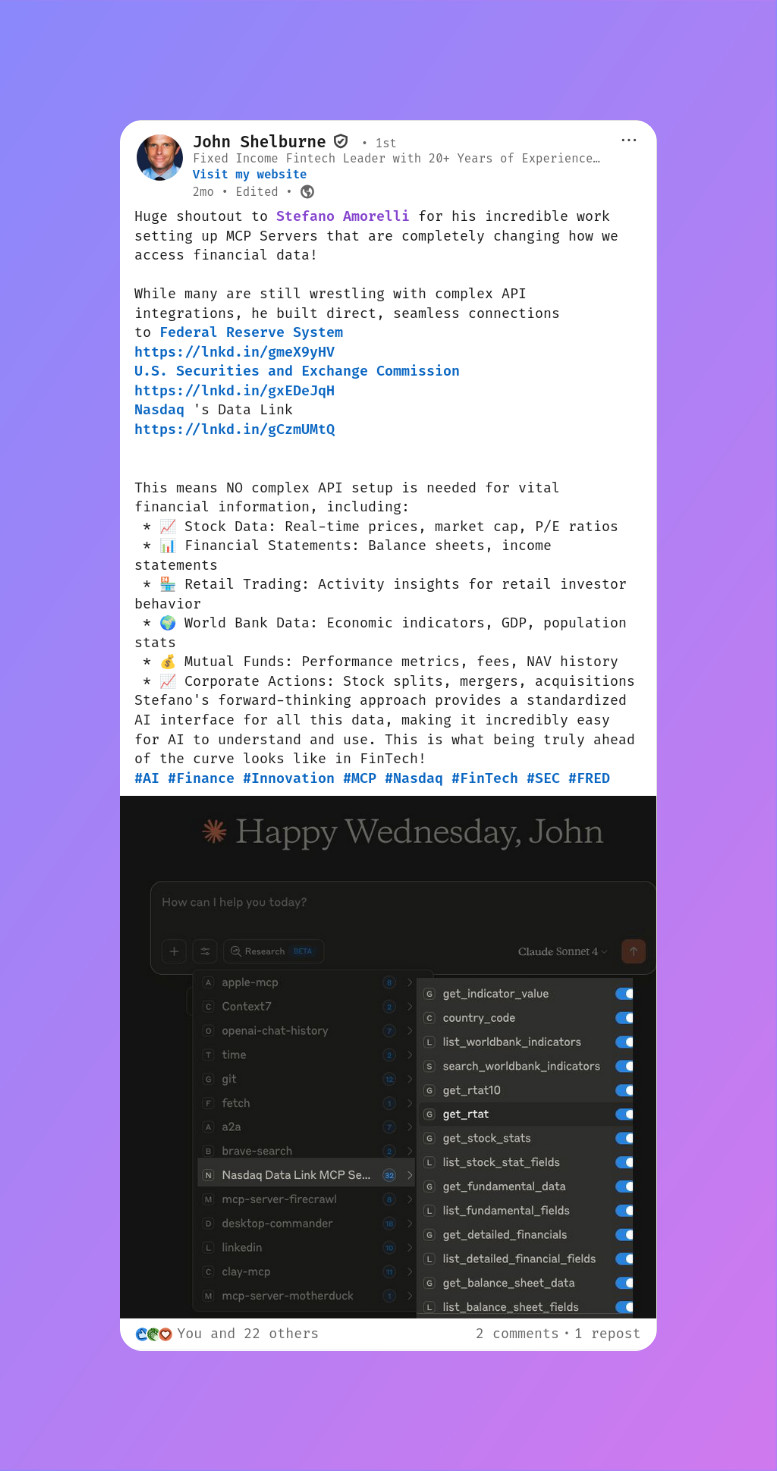 John Shelburne • 1st
Fixed Income Fintech Leader with 20+ Years of Experience…
Visit my website
2mo • Edited •
Huge shoutout to Stefano Amorelli for his incredible work
setting up MCP Servers that are completely changing how we
access financial data!
While many are still wrestling with complex API
integrations, he built direct, seamless connections
to Federal Reserve System
https://lnkd.in/gmeX9yHV
U.S. Securities and Exchange Commission
https://lnkd.in/gxEDeJqH
Nasdaq 's Data Link
https://lnkd.in/gCzmUMtQ
This means NO complex API setup is needed for vital
financial information, including:
* 📈 Stock Data: Real-time prices, market cap, P/E ratios
* 📊 Financial Statements: Balance sheets, income
statements
* 🏪 Retail Trading: Activity insights for retail investor
behavior
* 🌍 World Bank Data: Economic indicators, GDP, population
stats
* 💰 Mutual Funds: Performance metrics, fees, NAV history
* 📈 Corporate Actions: Stock splits, mergers, acquisitions
Stefano's forward-thinking approach provides a standardized
AI interface for all this data, making it incredibly easy
for AI to understand and use. This is what being truly ahead
of the curve looks like in FinTech!
#AI #Finance #Innovation #MCP #Nasdaq #FinTech #SEC #FRED
Happy Wednesday, John
How can I help you today?
Research BETA
Claude Sonnet 4
A apple-mcp
C Context7 2
O openai-chat-history 7
T time 2
G git 12
F fetch 1
A a2a 7
B brave-search 2
N Nasdaq Data Link MCP Se... 32
M mcp-server-firecrawl
D desktop-commander
L linkedin 10
C clay-mcp 11
M mcp-server-motherduck 1
G get_indicator_value
C country_code
L list_worldbank_indicators
S search_worldbank_indicators
G get_rtat10
G get_rtat
G get_stock_stats
L list_stock_stat_fields
G get_fundamental_data
L list_fundamental_fields
G get_detailed_financials
L list_detailed_financial_fields
G get_balance_sheet_data
L list_balance_sheet_fields
You and 22 others
2 comments • 1 repost